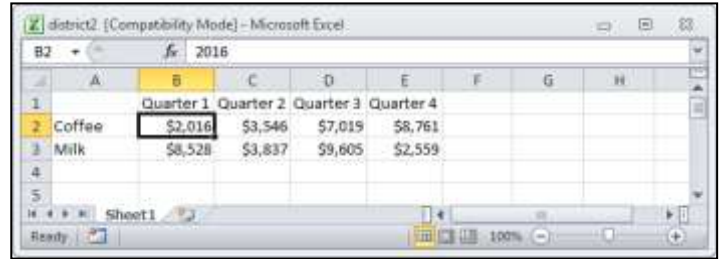 district2 [Compatibility Mode] - Microsoft Excel
B2 fx 2016
A B C D E F G H
1 Quarter 1 Quarter 2 Quarter 3 Quarter 4
2 Coffee $2,016 $3,546 $7,019 $8,761
3 Milk $8,528 $3,837 $9,605 $2,559
4
5
Sheet1
Ready 100%